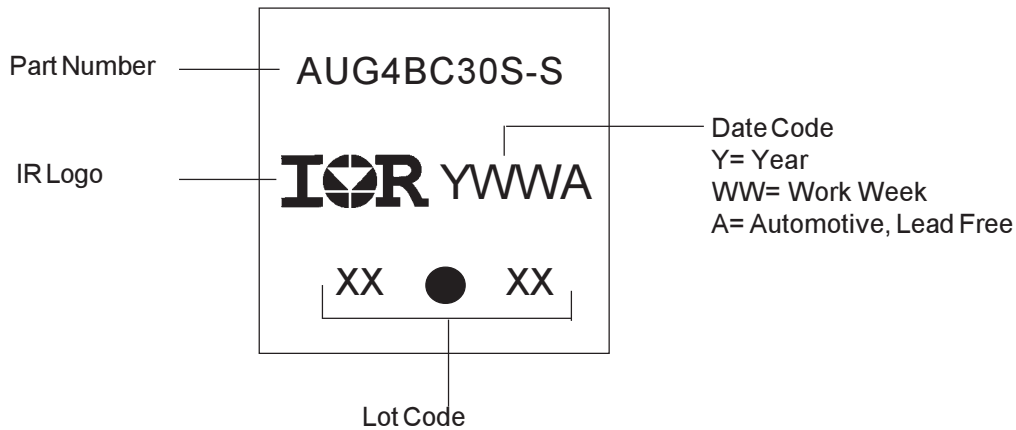 Part Number
AUG4BC30S-S
IR Logo
IOR YWWA
Date Code
Y= Year
WW= Work Week
A= Automotive, Lead Free
XX XX
Lot Code